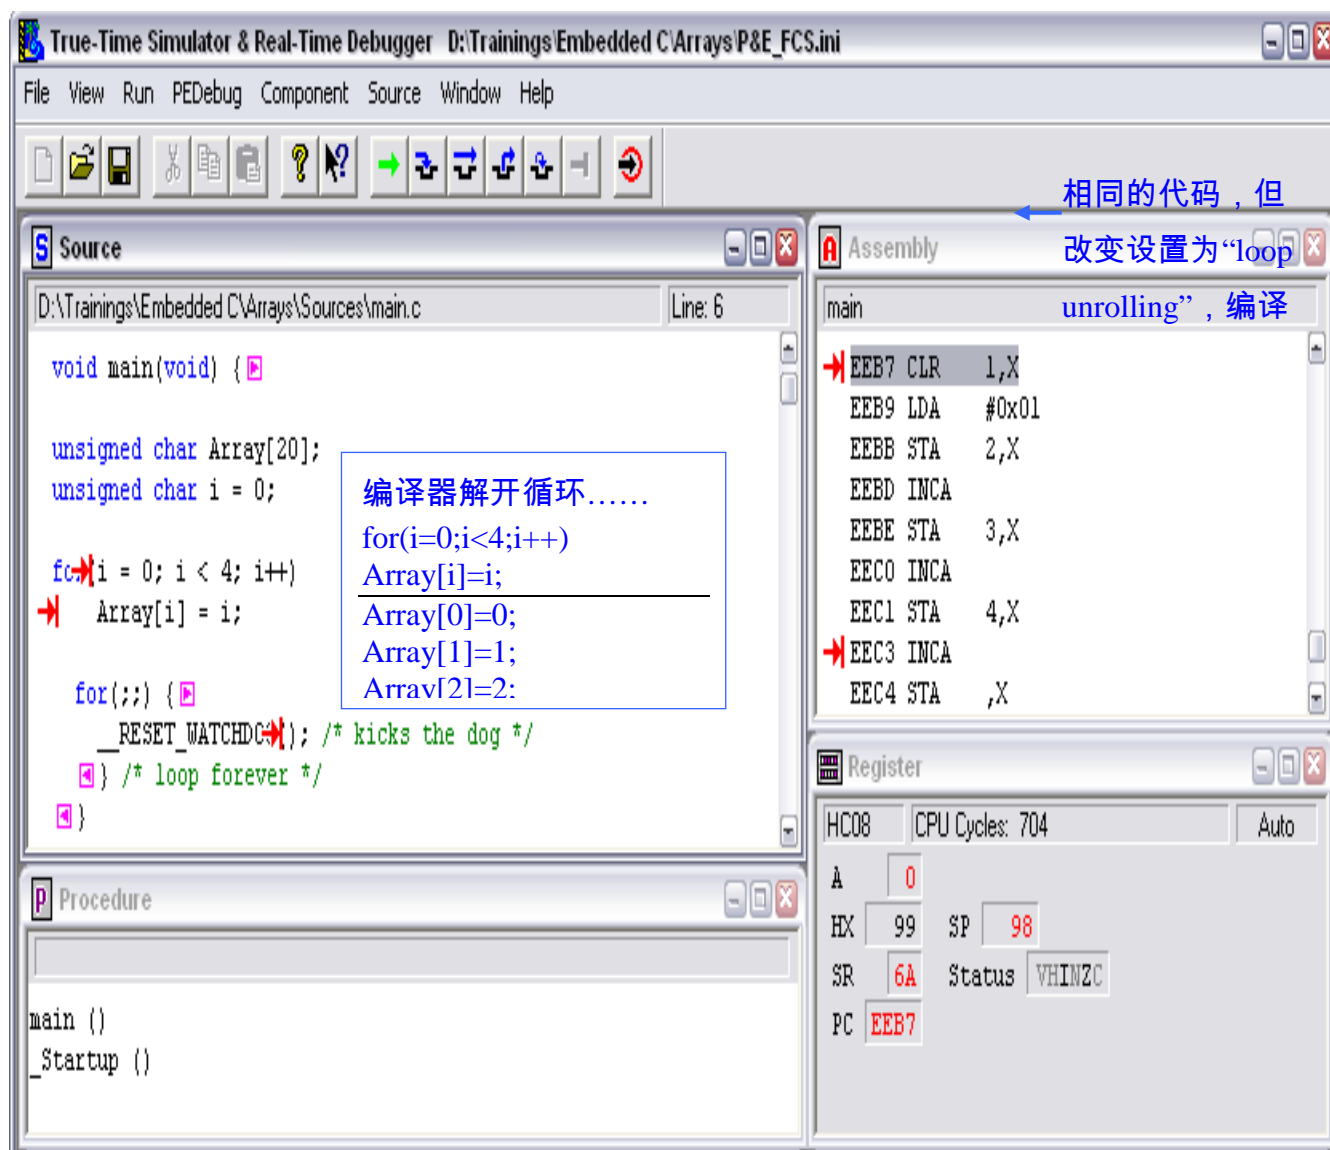 True-Time Simulator & Real-Time Debugger   D:\Trainings\Embedded C\Arrays\P&E_FCS.ini
File View Run PEDebug Component Source Window Help
相同的代码，但
改变设置为“loop
unrolling”，编译
Source
D:\Trainings\Embedded C\Arrays\Sources\main.c
Line: 6
void main(void) {
unsigned char Array[20];
unsigned char i = 0;
i = 0; i < 4; i++)
Array[i] = i;
for(;;) {
); /* kicks the dog */
} /* loop forever */
}
编译器解开循环……
for(i=0;i<4;i++)
Array[i]=i;
Array[0]=0;
Array[1]=1;
Array[2]=2;
Assembly
main
EEB7 CLR 1,X
EEB9 LDA #0x01
EEBB STA 2,X
EEBD INCA
EEBE STA 3,X
EEC0 INCA
EEC1 STA 4,X
EEC3 INCA
EEC4 STA ,X
Procedure
main ()
_Startup ()
Register
HC08 CPU Cycles: 704 Auto
A 0
HX 99 SP 98
SR 6A Status VHINZC
PC EEB7